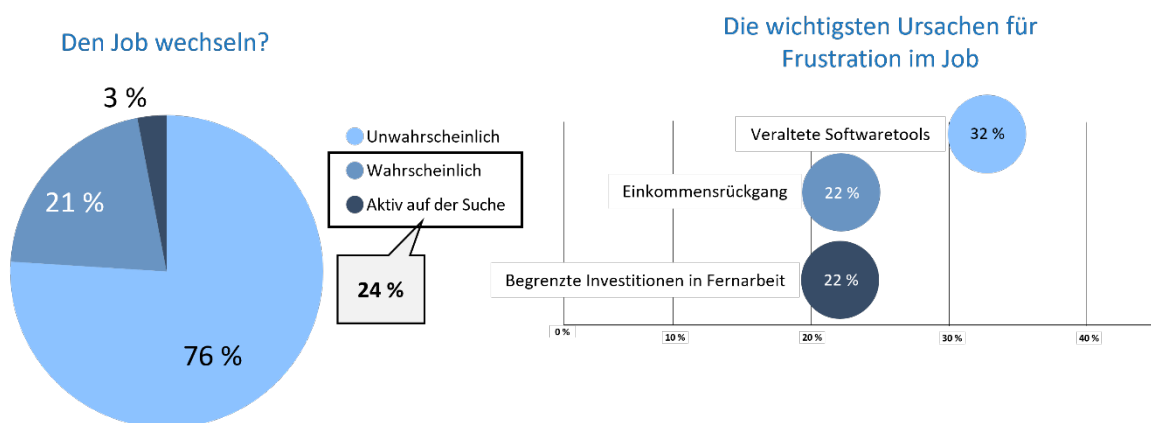 Den Job wechseln?
3 %
21 %
76 %
Unwahrscheinlich
Wahrscheinlich
Aktiv auf der Suche
24 %
Die wichtigsten Ursachen für
Frustration im Job
Veraltete Softwaretools
32 %
Einkommensrückgang
22 %
Begrenzte Investitionen in Fernarbeit
22 %
0 %
10 %
20 %
30 %
40 %